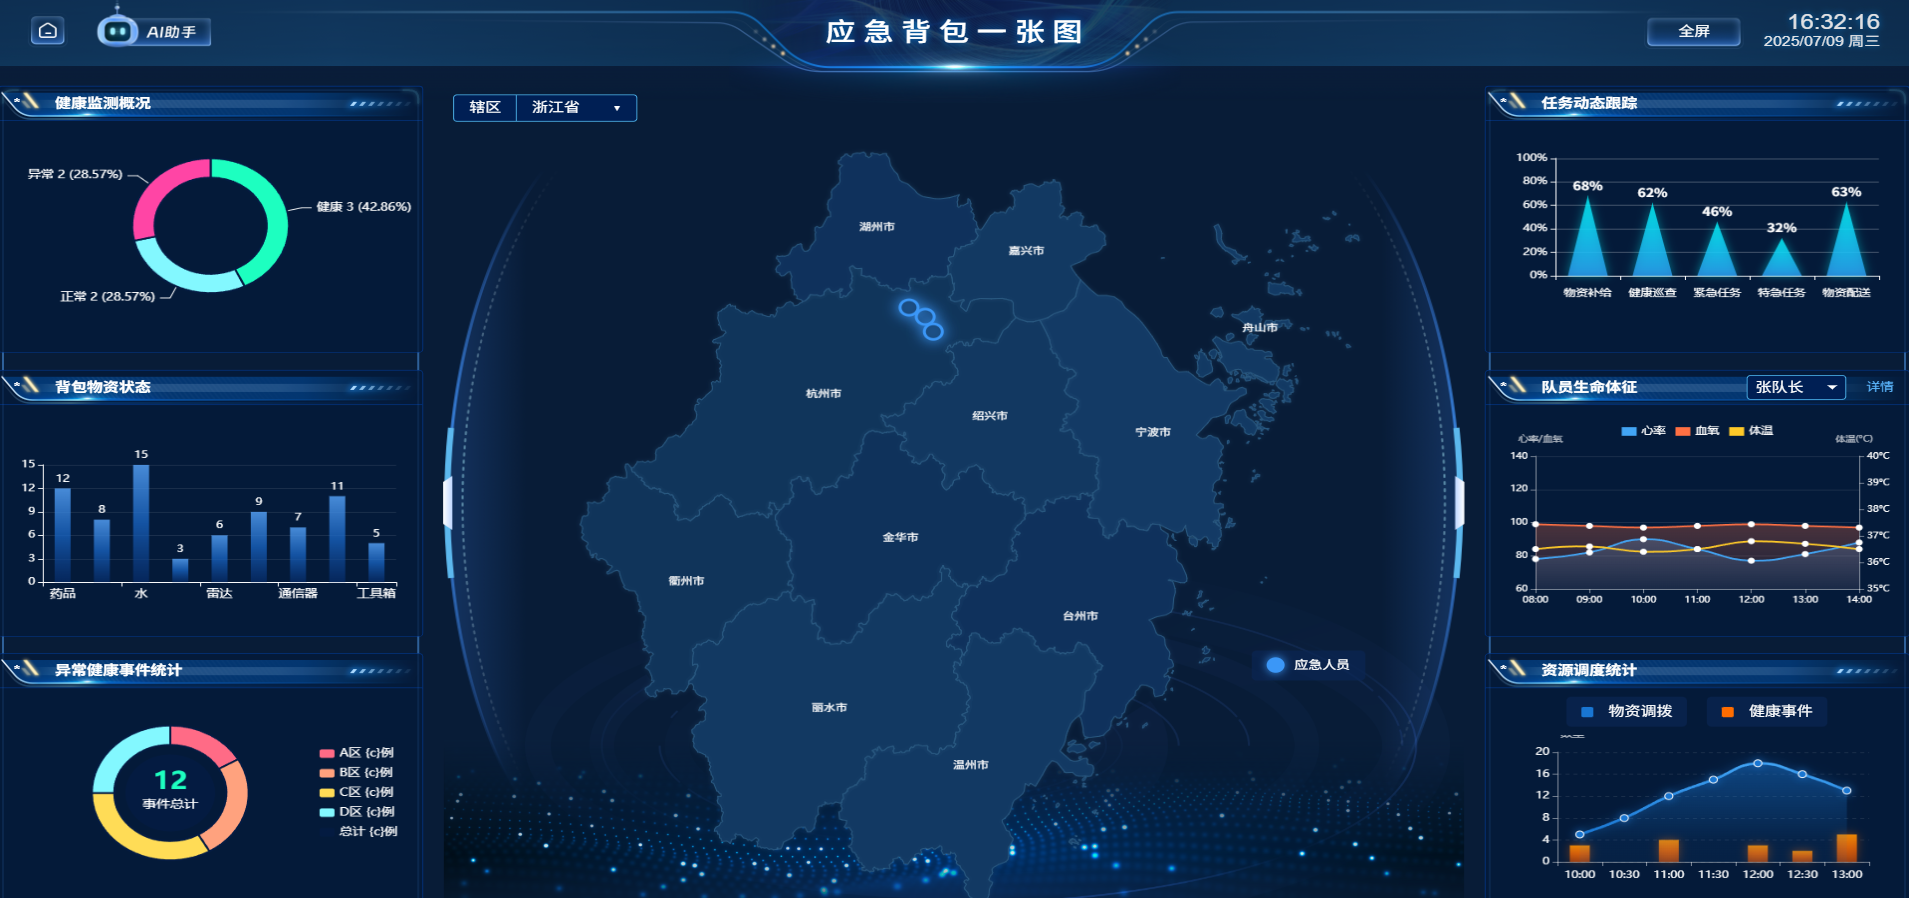 AI助手
应急背包一张图
全屏
16:32:16
2025/07/09 周三
健康监测概况
异常 2 (28.57%)
健康 3 (42.86%)
正常 2 (28.57%)
背包物资状态
15
12
9
6
3
0
12
8
15
3
6
9
7
11
5
药品
水
雷达
通信器
工具箱
异常健康事件统计
12
事件总计
A区 {c}例
B区 {c}例
C区 {c}例
D区 {c}例
总计 {c}例
辖区 浙江省
湖州市
嘉兴市
舟山市
杭州市
绍兴市
宁波市
金华市
衢州市
台州市
丽水市
温州市
应急人员
任务动态跟踪
100%
80%
60%
40%
20%
0%
68%
62%
46%
32%
63%
物资补给
健康巡查
紧急任务
特急任务
物资配送
队员生命体征
张队长
详情
心率
血氧
体温
心率/血氧
体温(°C)
140
120
100
80
60
40°C
39°C
38°C
37°C
36°C
35°C
08:00
09:00
10:00
11:00
12:00
13:00
14:00
资源调度统计
物资调拨
健康事件
20
16
12
8
4
0
10:00
10:30
11:00
11:30
12:00
12:30
13:00